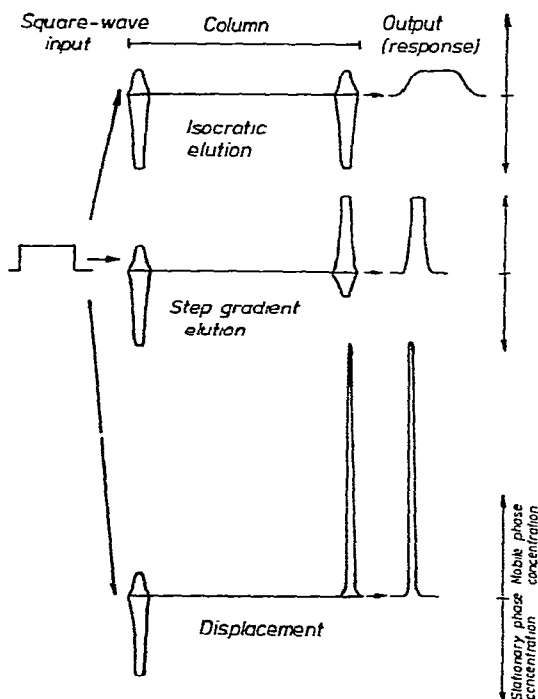 Square-wave
input
Column
Output
(response)
Isocratic
elution
Step gradient
elution
Displacement
Mobile phase
concentration
Stationary phase
concentration